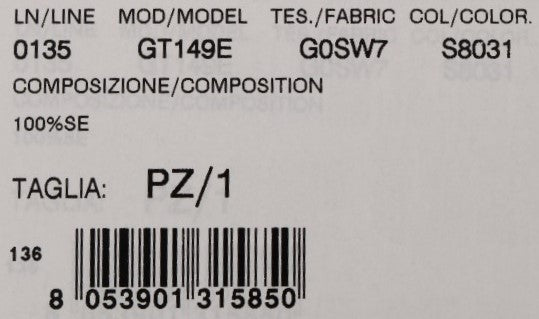 LN/LINE MOD/MODEL TES./FABRIC COL/COLOR.
0135 GT149E G0SW7 S8031
COMPOSIZIONE/COMPOSITION
100%SE
TAGLIA: PZ/1
136
8 053901 315850